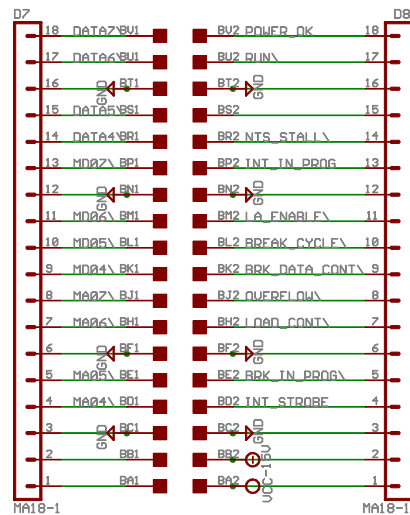 D7 D8
18 DATA7\ BV1 BV2 POWER_OK 18
17 DATA6\ BU1 BU2 RUN\ 17
16 GND BT1 BT2 GND 16
15 DATA5\ BS1 BS2 15
14 DATA4\ BR1 BR2 NTS_STALL\ 14
13 MD07\ BP1 BP2 INT_IN_PROG 13
12 GND BN1 BN2 GND 12
11 MD06\ BM1 BM2 LA_ENABLE\ 11
10 MD05\ BL1 BL2 BREAK_CYCLE\ 10
9 MD04\ BK1 BK2 BRK_DATA_CONT\ 9
8 MA07\ BJ1 BJ2 OVERFLOW\ 8
7 MA06\ BH1 BH2 LOAD_CONT\ 7
6 GND BF1 BF2 GND 6
5 MA05\ BE1 BE2 BRK_IN_PROG\ 5
4 MA04\ BD1 BD2 INT_STROBE 4
3 GND BC1 BC2 GND 3
2 BB1 BB2 2
1 BA1 BA2 VCC-15V 1
MA18-1 MA18-1